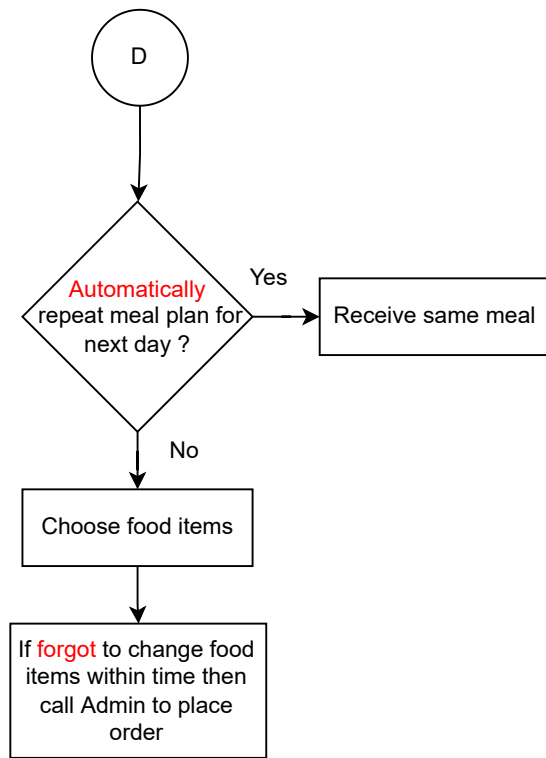 D
Automatically
repeat meal plan for
next day ?
Yes
Receive same meal
No
Choose food items
If forgot to change food
items within time then
call Admin to place
order